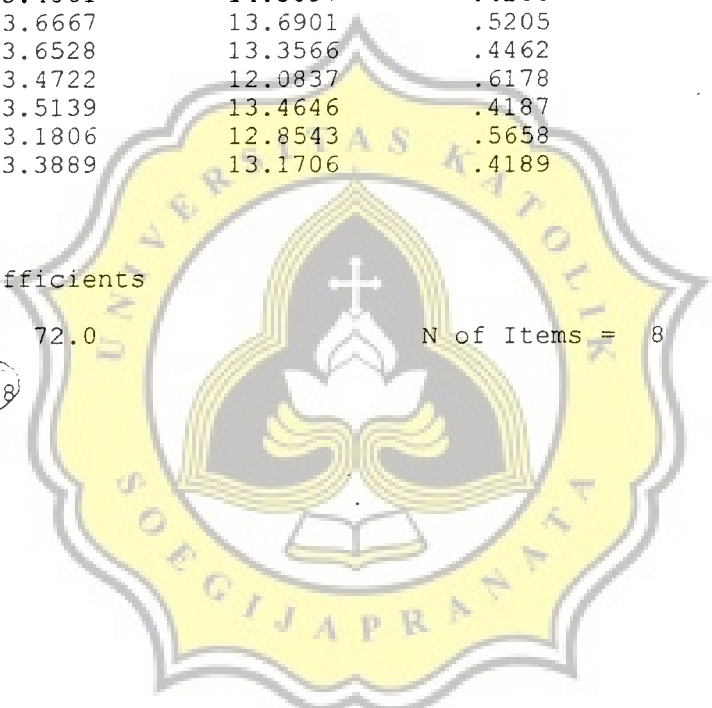 3.6667 13.6901 .5205
3.6528 13.3566 .4462
3.4722 12.0837 .6178
3.5139 13.4646 .4187
3.1806 12.8543 .5658
3.3889 13.1706 .4189
fficients
72.0 N of Items = 8
8
UNIVERSITAS KATOLIK
SOEGIJAPRANATA